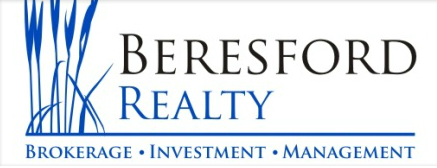 BERESFORD
REALTY
BROKERAGE • INVESTMENT • MANAGEMENT